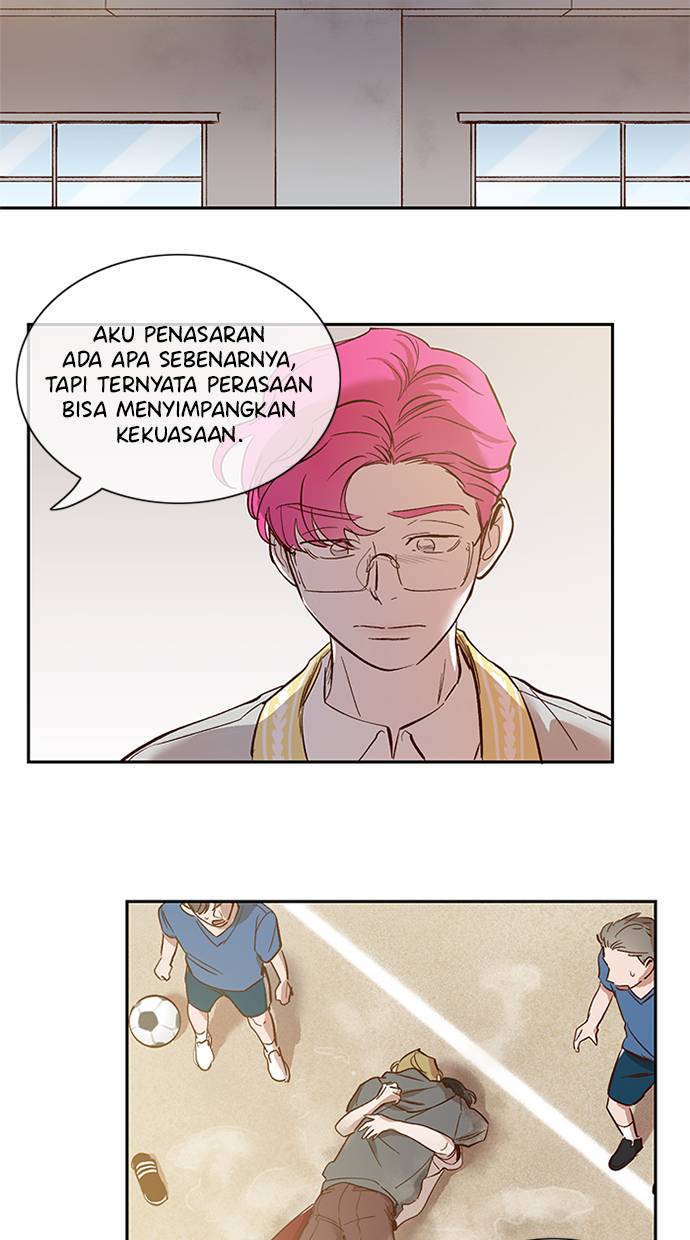 AKU PENASARAN
ADA APA SEBENARNYA,
TAPI TERNYATA PERASAAN
BISA MENYIMPANGKAN
KEKUASAAN.